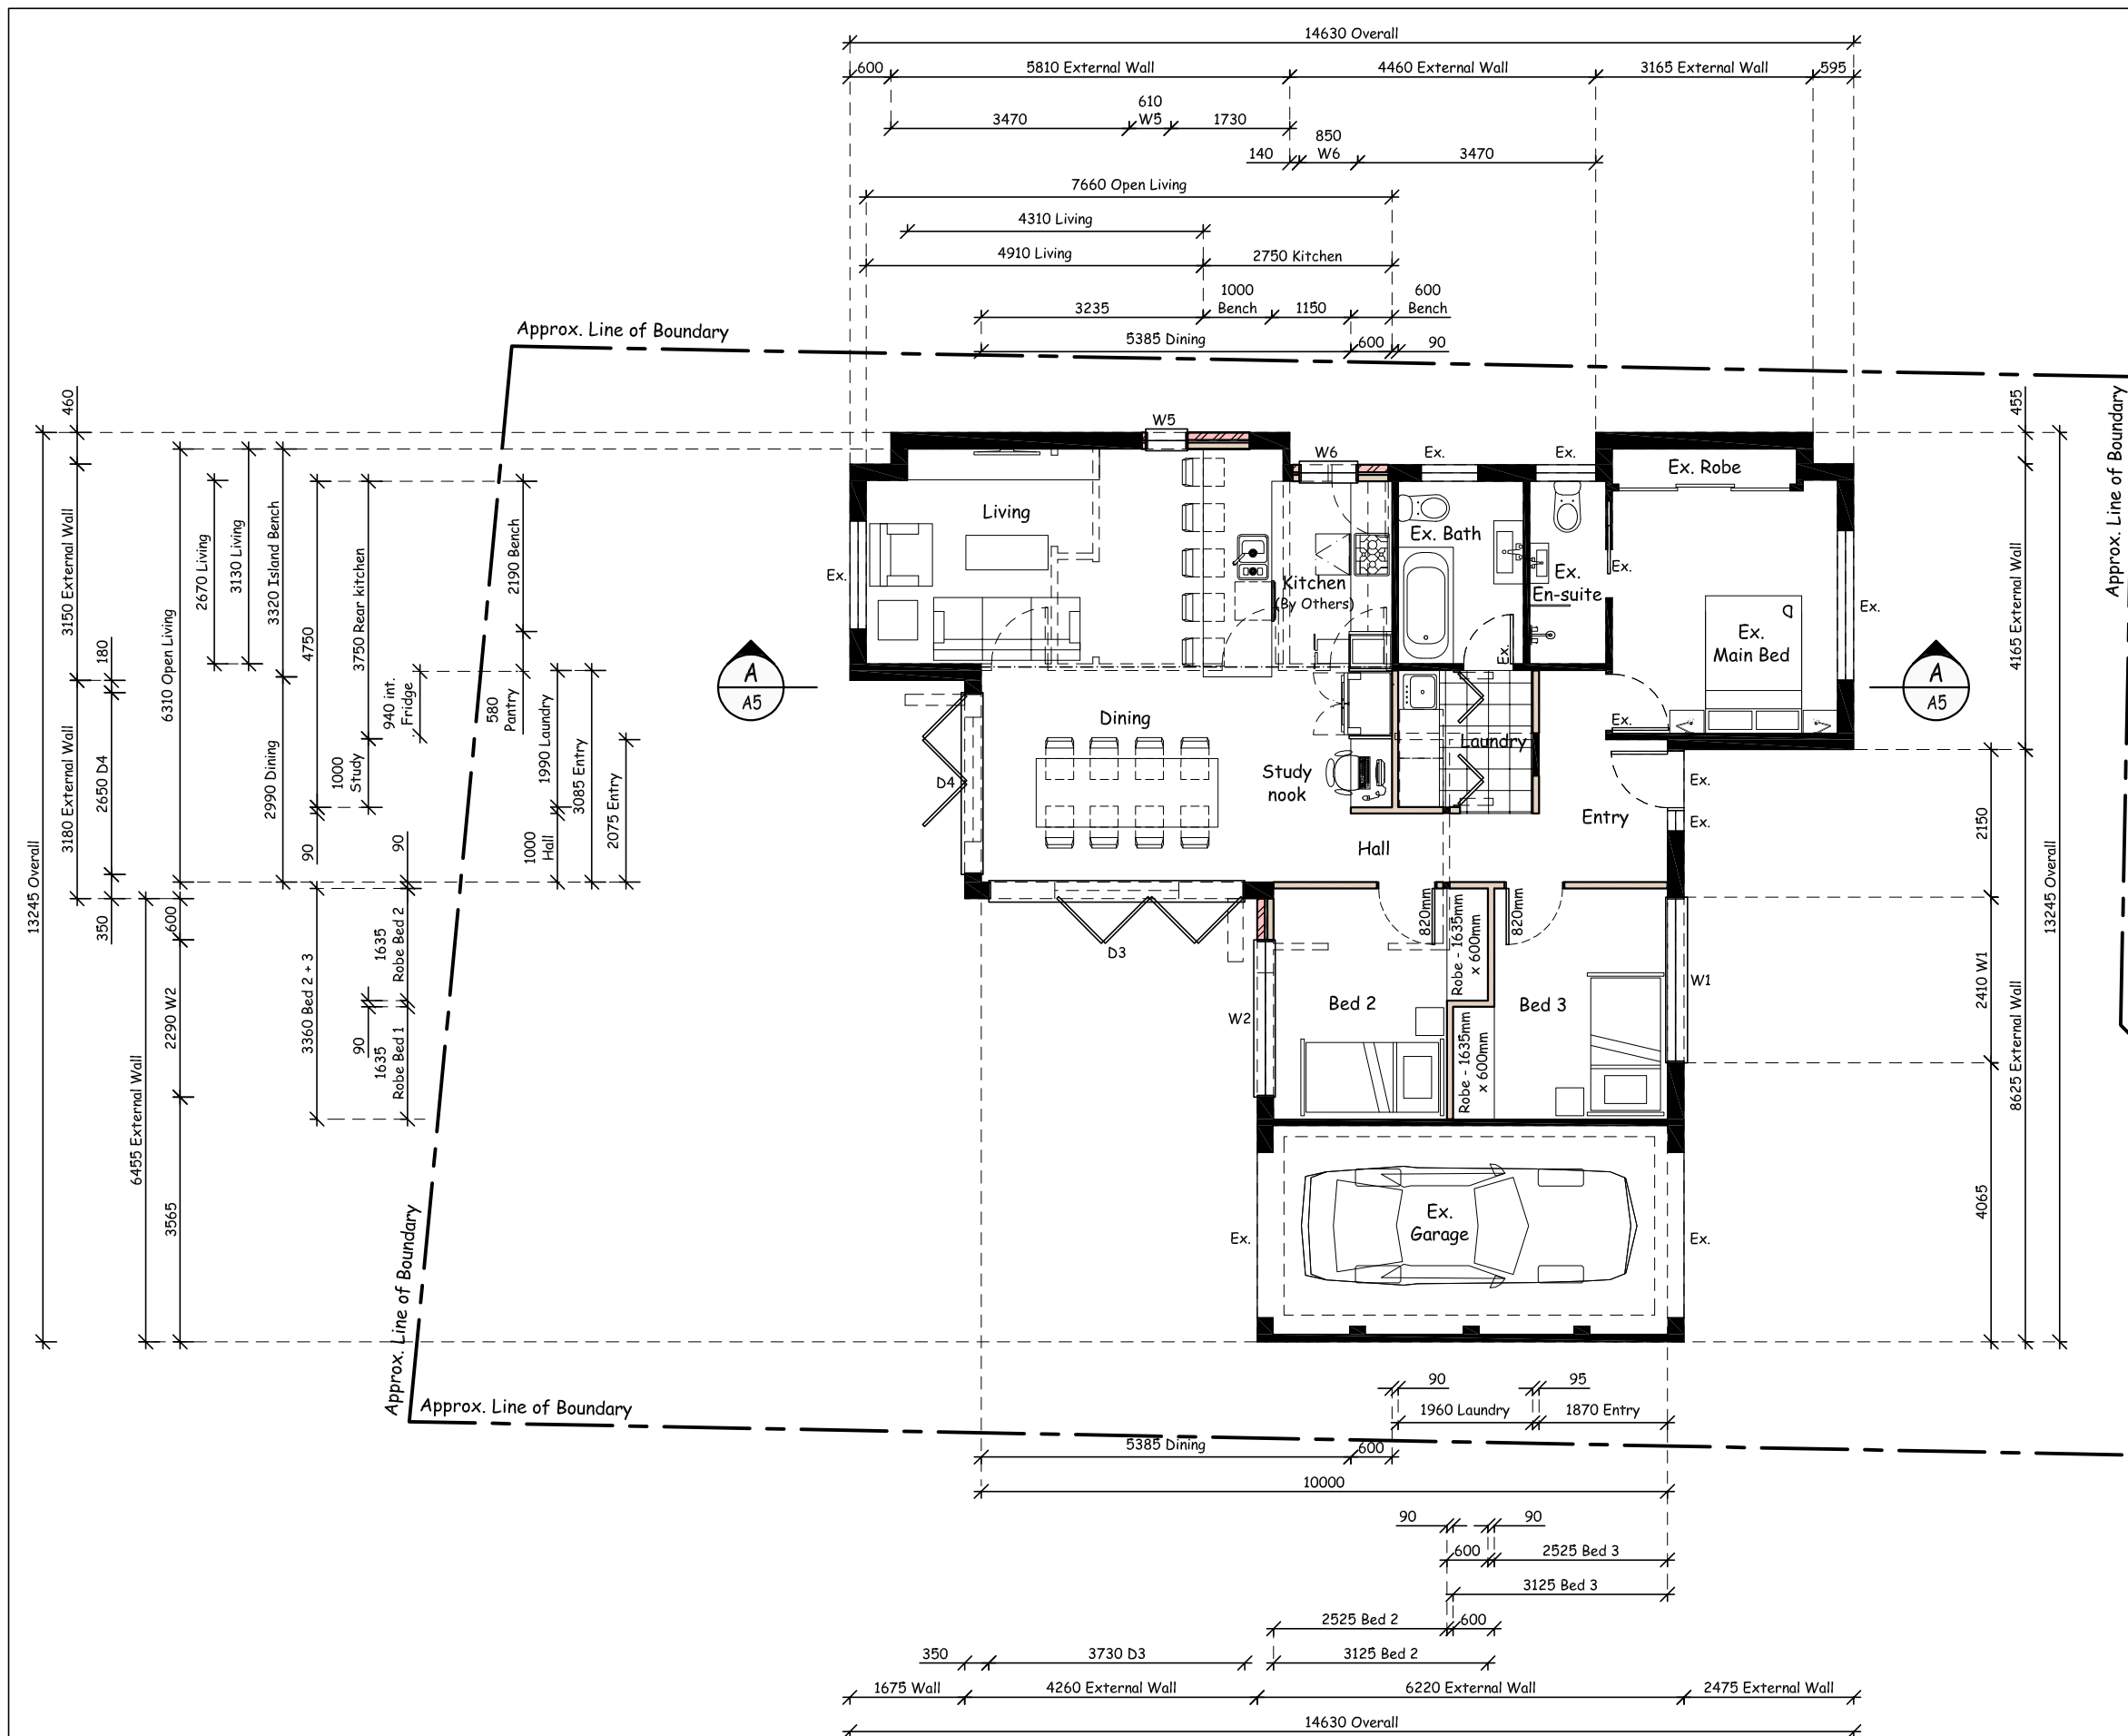 14630 Overall
600
5810 External Wall
4460 External Wall
3165 External Wall
595
3470
610
W5
1730
140
850
W6
3470
7660 Open Living
4310 Living
4910 Living
2750 Kitchen
3235
1000
Bench
1150
600
Bench
5385 Dining
600
90
Approx. Line of Boundary
Approx. Line of Boundary
13245 Overall
460
3150 External Wall
3180 External Wall
180
2650 D4
350
6455 External Wall
6310 Open Living
600
2290 W2
3565
2670 Living
3130 Living
3320 Island Bench
2990 Dining
4750
90
3360 Bed 2 + 3
3750 Rear kitchen
1000
Study
90
940 int.
Fridge
90
1635
Robe Bed 2
1635
Robe Bed 1
2190 Bench
580
Pantry
1990 Laundry
1000
Hall
3085 Entry
2075 Entry
W5
W6
Ex.
Ex.
Ex. Robe
Living
Ex. Bath
Ex.
Kitchen
(By Others)
Ex.
En-suite
Ex.
Ex.
Main Bed
Ex.
Ex.
A
A5
A
A5
Dining
Ex.
Laundry
D4
Study
nook
Ex.
Entry
Ex.
Hall
820mm
820mm
Robe - 1635mm
x 600mm
D3
W1
Bed 2
Bed 3
W2
Robe - 1635mm
x 600mm
Ex.
Garage
Ex.
Ex.
455
4165 External Wall
2150
2410 W1
4065
8625 External Wall
13245 Overall
Approx. Line of Boundary
Approx. Line of Boundary
90
95
1960 Laundry
1870 Entry
5385 Dining
600
10000
90
90
600
2525 Bed 3
3125 Bed 3
2525 Bed 2
600
350
3730 D3
3125 Bed 2
1675 Wall
4260 External Wall
6220 External Wall
2475 External Wall
14630 Overall